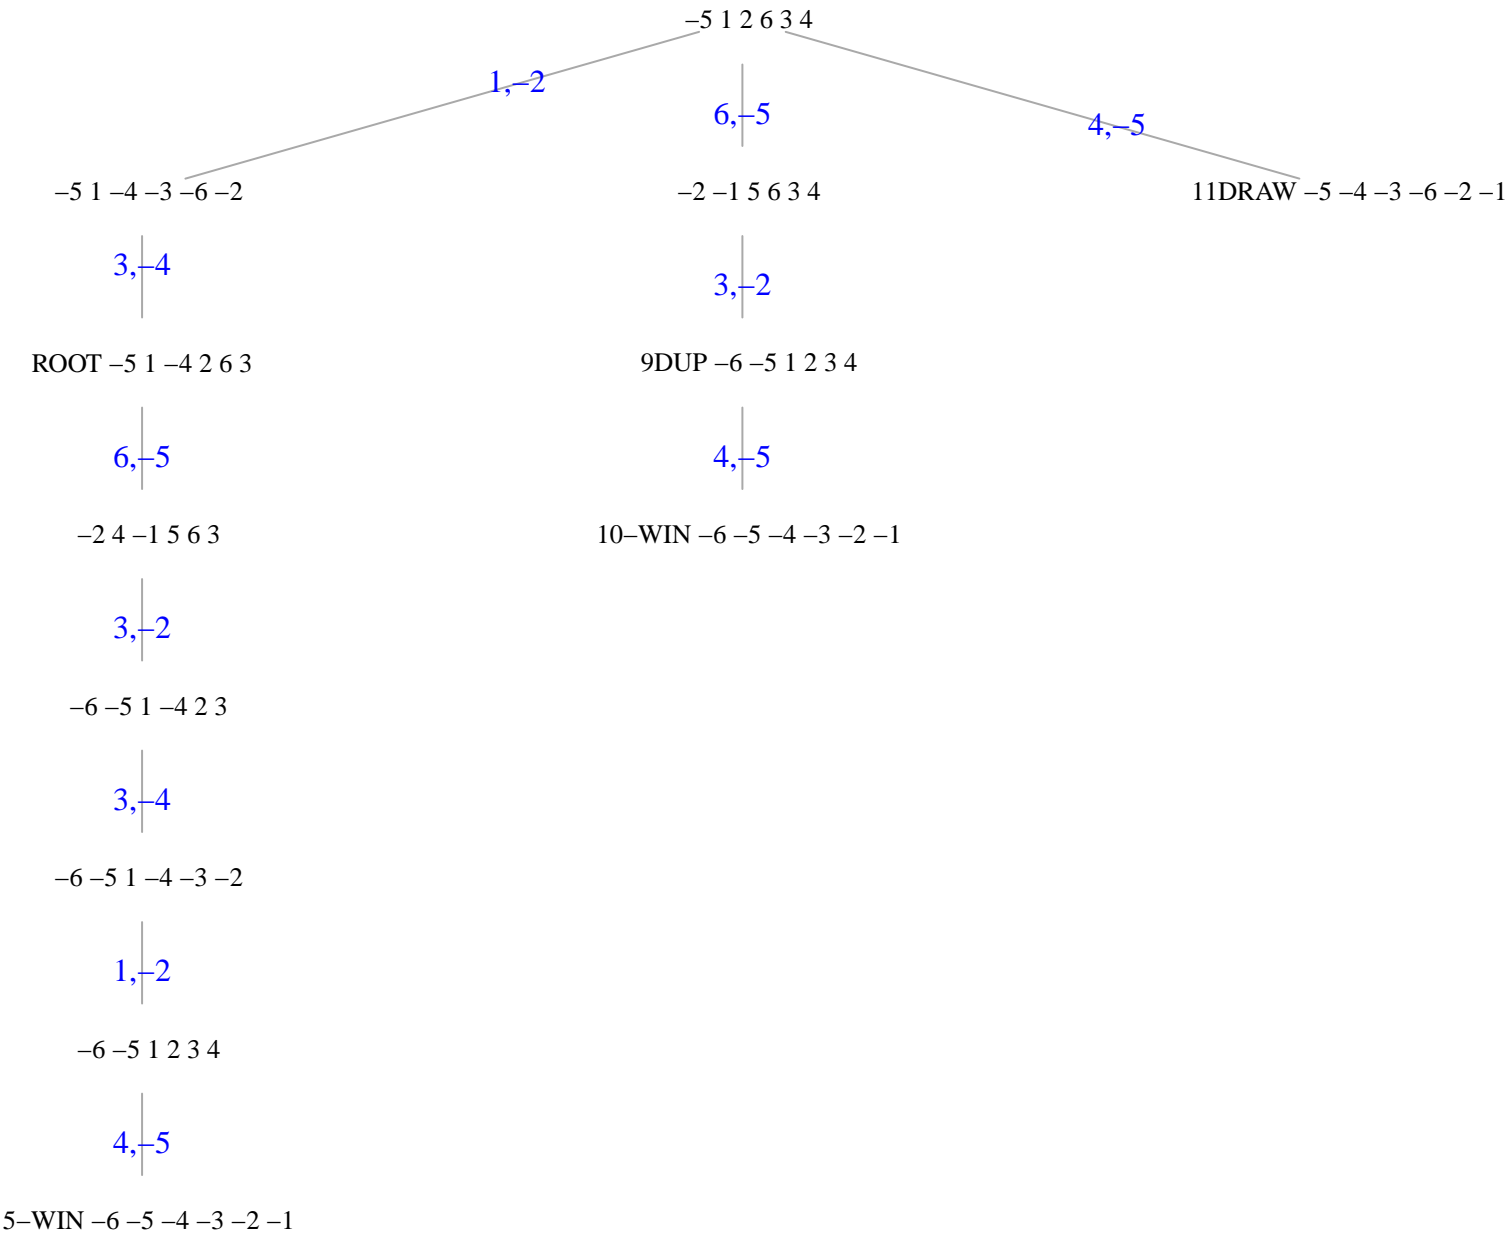 –5 1 2 6 3 4
1,–2
6,–5
4,–5
–5 1 –4 –3 –6 –2
–2 –1 5 6 3 4
11DRAW –5 –4 –3 –6 –2 –1
3,–4
3,–2
ROOT –5 1 –4 2 6 3
9DUP –6 –5 1 2 3 4
6,–5
4,–5
–2 4 –1 5 6 3
10–WIN –6 –5 –4 –3 –2 –1
3,–2
–6 –5 1 –4 2 3
3,–4
–6 –5 1 –4 –3 –2
1,–2
–6 –5 1 2 3 4
4,–5
5–WIN –6 –5 –4 –3 –2 –1